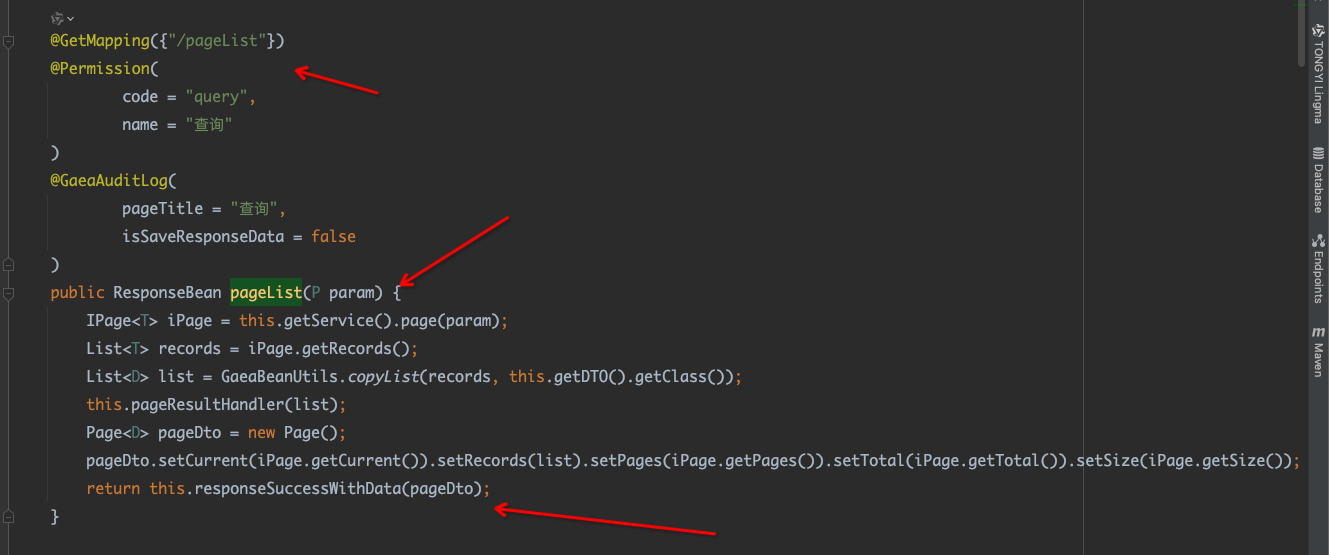 @GetMapping({"/pageList"})
@Permission(
code = "query",
name = "查询"
)
@GaeaAuditLog(
pageTitle = "查询",
isSaveResponseData = false
)
public ResponseBean pageList(P param) {
IPage<T> iPage = this.getService().page(param);
List<T> records = iPage.getRecords();
List<D> list = GaeaBeanUtils.copyList(records, this.getDTO().getClass());
this.pageResultHandler(list);
Page<D> pageDto = new Page();
pageDto.setCurrent(iPage.getCurrent()).setRecords(list).setPages(iPage.getPages()).setTotal(iPage.getTotal()).setSize(iPage.getSize());
return this.responseSuccessWithData(pageDto);
}
TONGYI Lingma
Database
Endpoints
m Maven